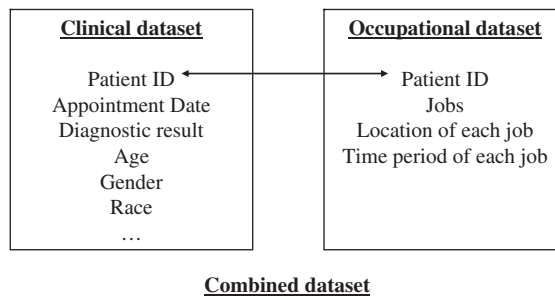 Clinical dataset
Patient ID
Appointment Date
Diagnostic result
Age
Gender
Race
…
Occupational dataset
Patient ID
Jobs
Location of each job
Time period of each job
Combined dataset